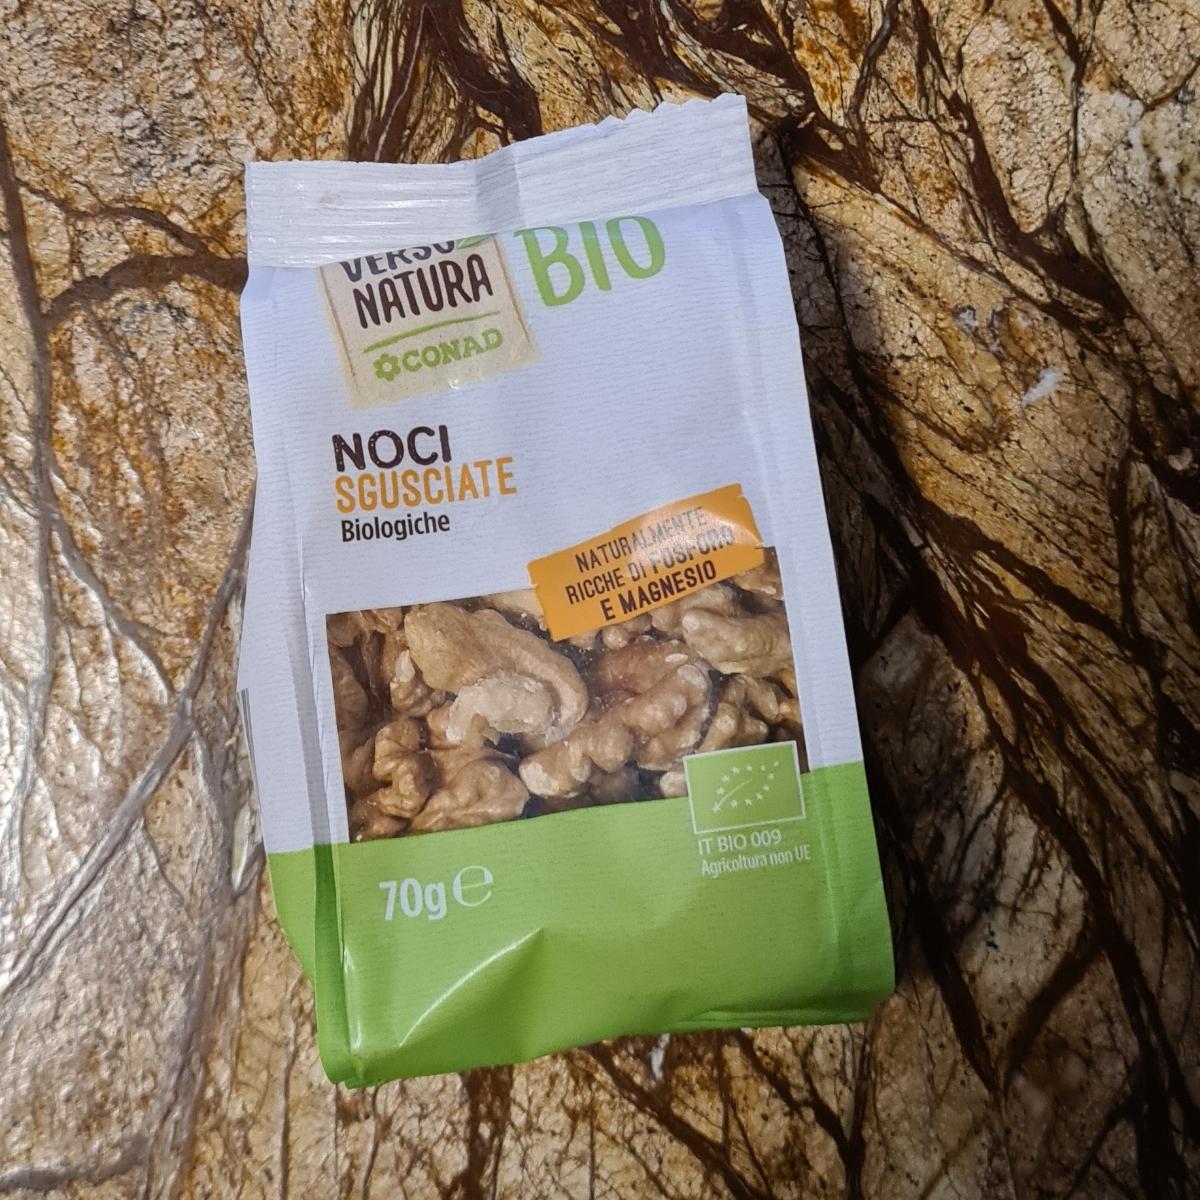 VERSO
NATURA
CONAD
BIO
NOCI
SGUSCIATE
Biologiche
NATURALMENTE
RICCHE DI FOSFORO
E MAGNESIO
IT BIO 009
Agricoltura non UE
70g e